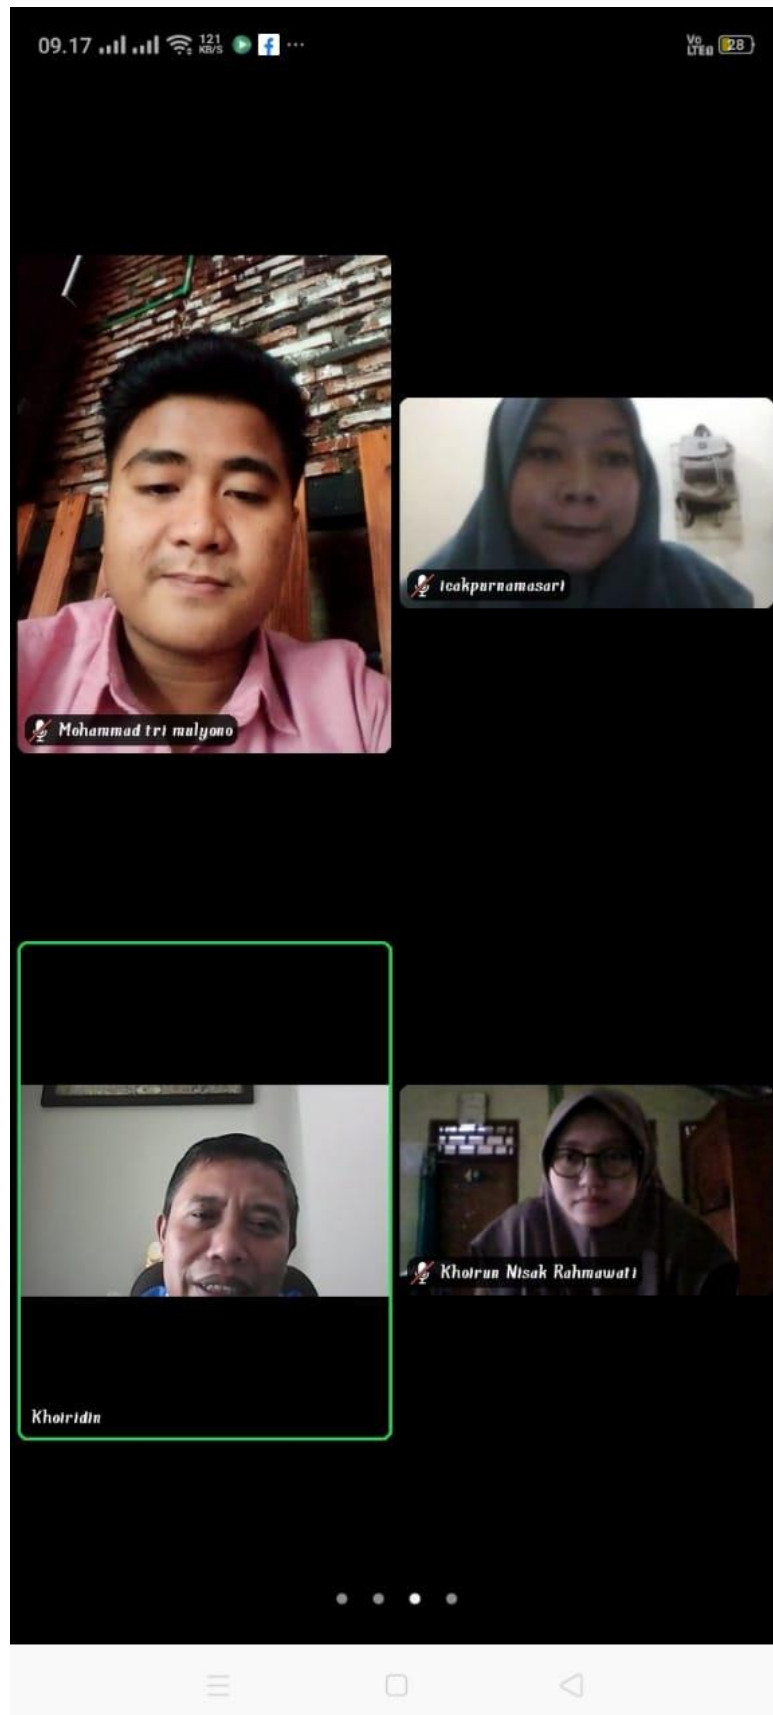 09.17 121 KB/S Vo LTE 28
Mohammad tri mulyono
icakpurnamasari
Khoiridin
Khoirun Nisak Rahmawati